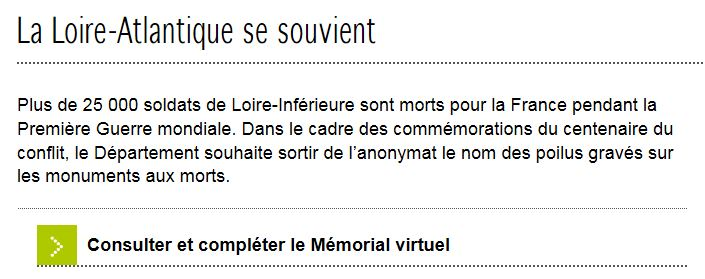 La Loire-Atlantique se souvient
Plus de 25 000 soldats de Loire-Inférieure sont morts pour la France pendant la
Première Guerre mondiale. Dans le cadre des commémorations du centenaire du
conflit, le Département souhaite sortir de l'anonymat le nom des poilus gravés sur
les monuments aux morts.
Consulter et compléter le Mémorial virtuel